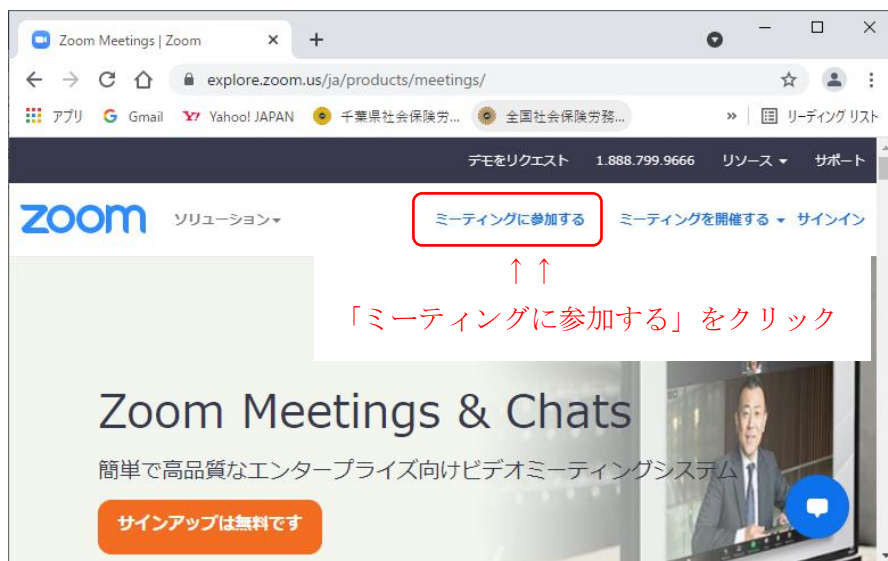 Zoom Meetings | Zoom
explore.zoom.us/ja/products/meetings/
アプリ Gmail Yahoo! JAPAN 千葉県社会保険労... 全国社会保険労務... » リーディングリスト
デモをリクエスト 1.888.799.9666 リソース サポート
zoom ソリューション ミーティングに参加する ミーティングを開催する サインイン
↑ ↑
「ミーティングに参加する」をクリック
Zoom Meetings & Chats
簡単で高品質なエンタープライズ向けビデオミーティングシステム
サインアップは無料です